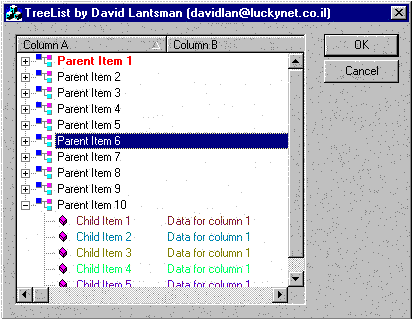 TreeList by David Lantsman (davidlan@luckynet.co.il)
Column A Column B
OK
Cancel
Parent Item 1
Parent Item 2
Parent Item 3
Parent Item 4
Parent Item 5
Parent Item 6
Parent Item 7
Parent Item 8
Parent Item 9
Parent Item 10
Child Item 1 Data for column 1
Child Item 2 Data for column 1
Child Item 3 Data for column 1
Child Item 4 Data for column 1
Child Item 5 Data for column 1